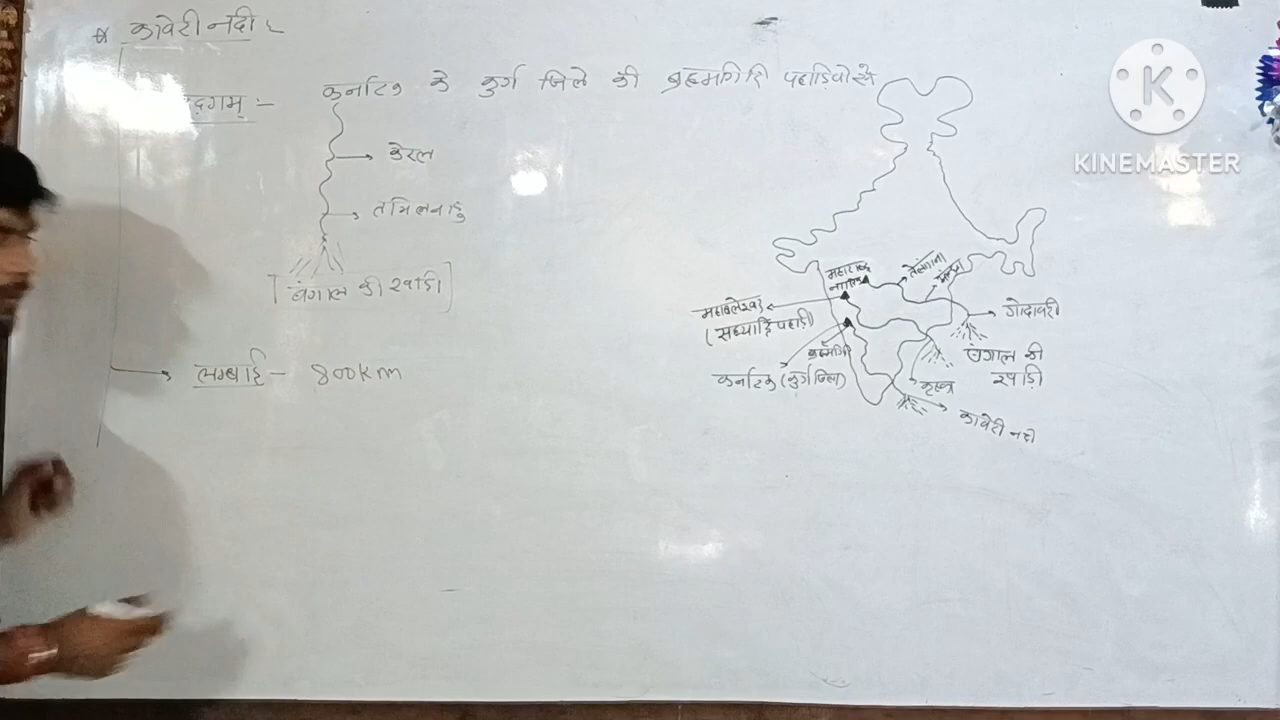 * कावेरी नदी :-
द्गम् :- कर्नाटक के कुर्ग जिले की ब्रह्मगिरि पहाड़ियो से
→ केरल
→ तमिलनाडु
[बंगाल की खाड़ी]
→ लम्बाई - 800km
महाराष्ट्र
नासिक
तेलंगाना
महाबलेश्वर
(सह्याद्रि पहाड़ी)
ब्रह्मगिरि
कर्नाटक (कुर्ग जिला)
गोदावरी
बंगाल की
खाड़ी
कृष्णा
कावेरी नदी
K
KINEMASTER